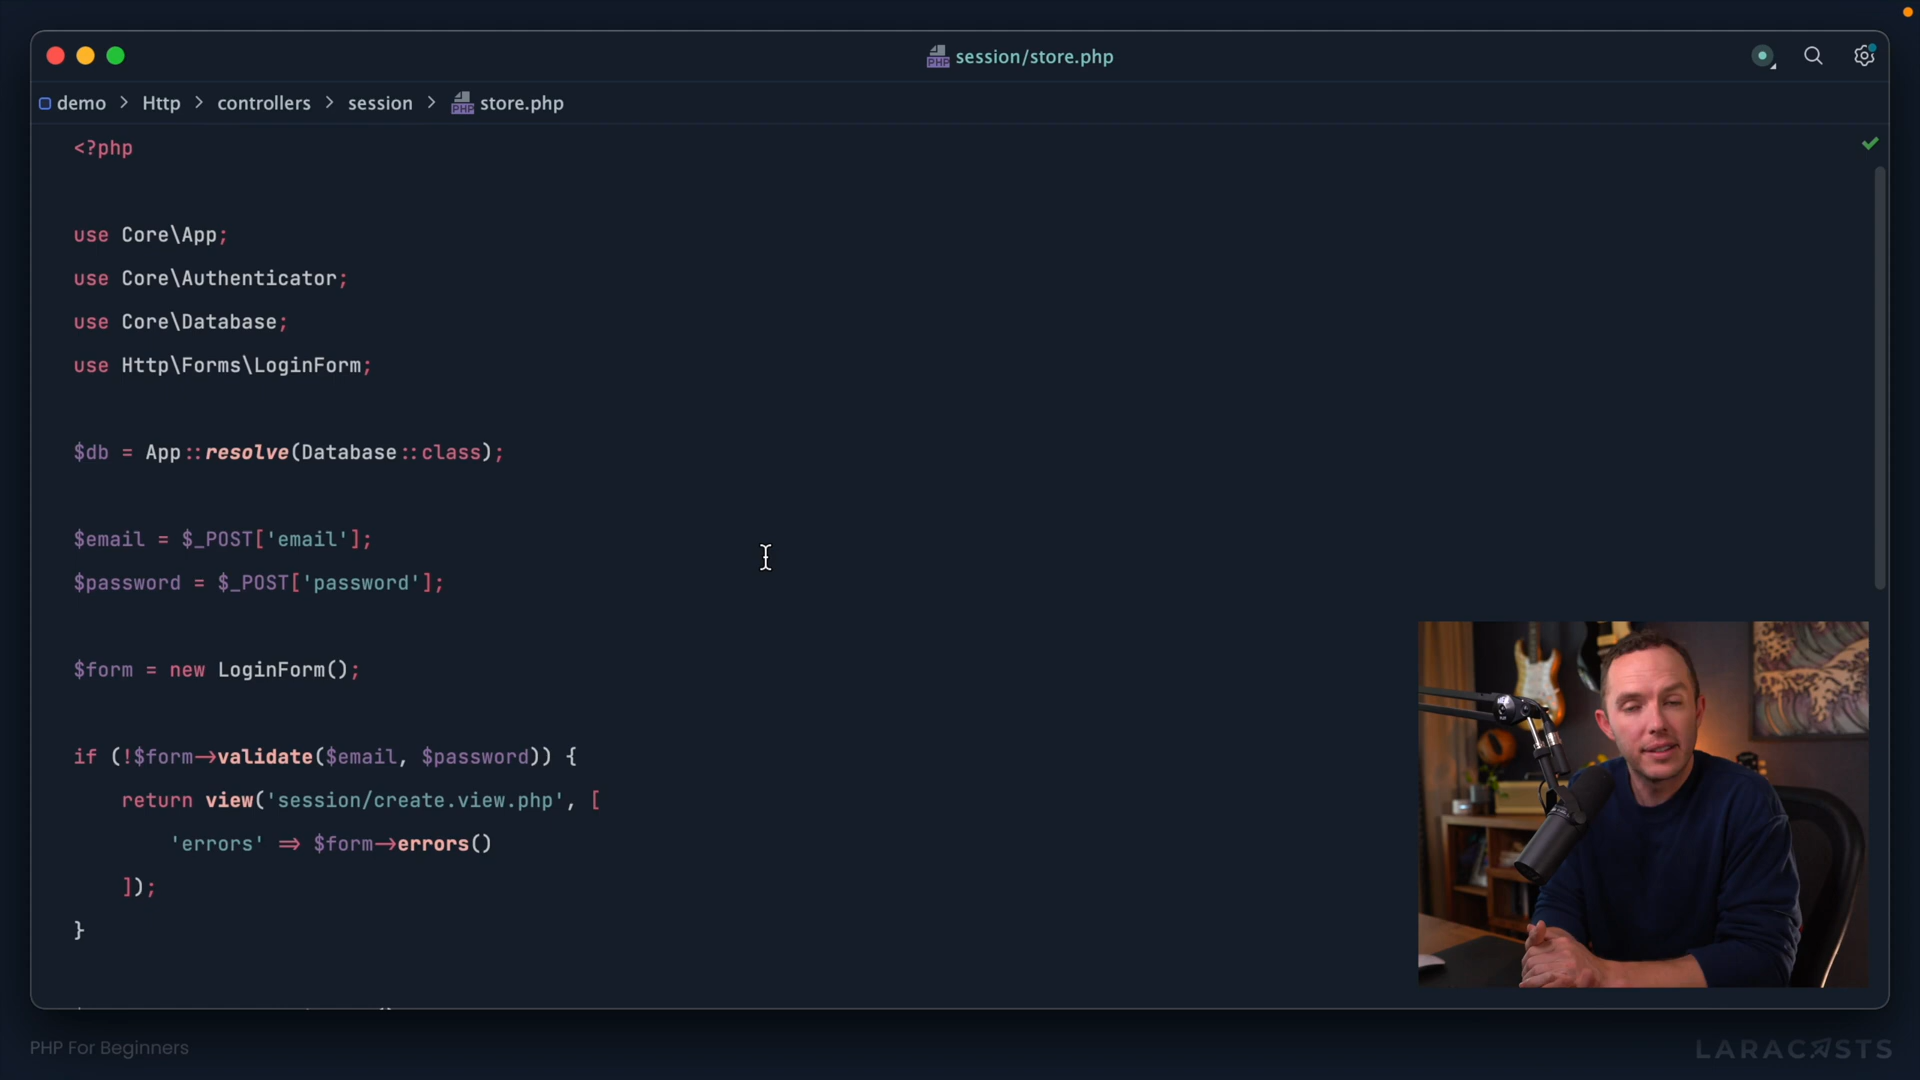 session/store.php
demo > Http > controllers > session > store.php
<?php
use Core\App;
use Core\Authenticator;
use Core\Database;
use Http\Forms\LoginForm;
$db = App::resolve(Database::class);
$email = $_POST['email'];
$password = $_POST['password'];
$form = new LoginForm();
if (!$form->validate($email, $password)) {
    return view('session/create.view.php', [
        'errors' => $form->errors()
    ]);
}
PHP For Beginners
LARACASTS